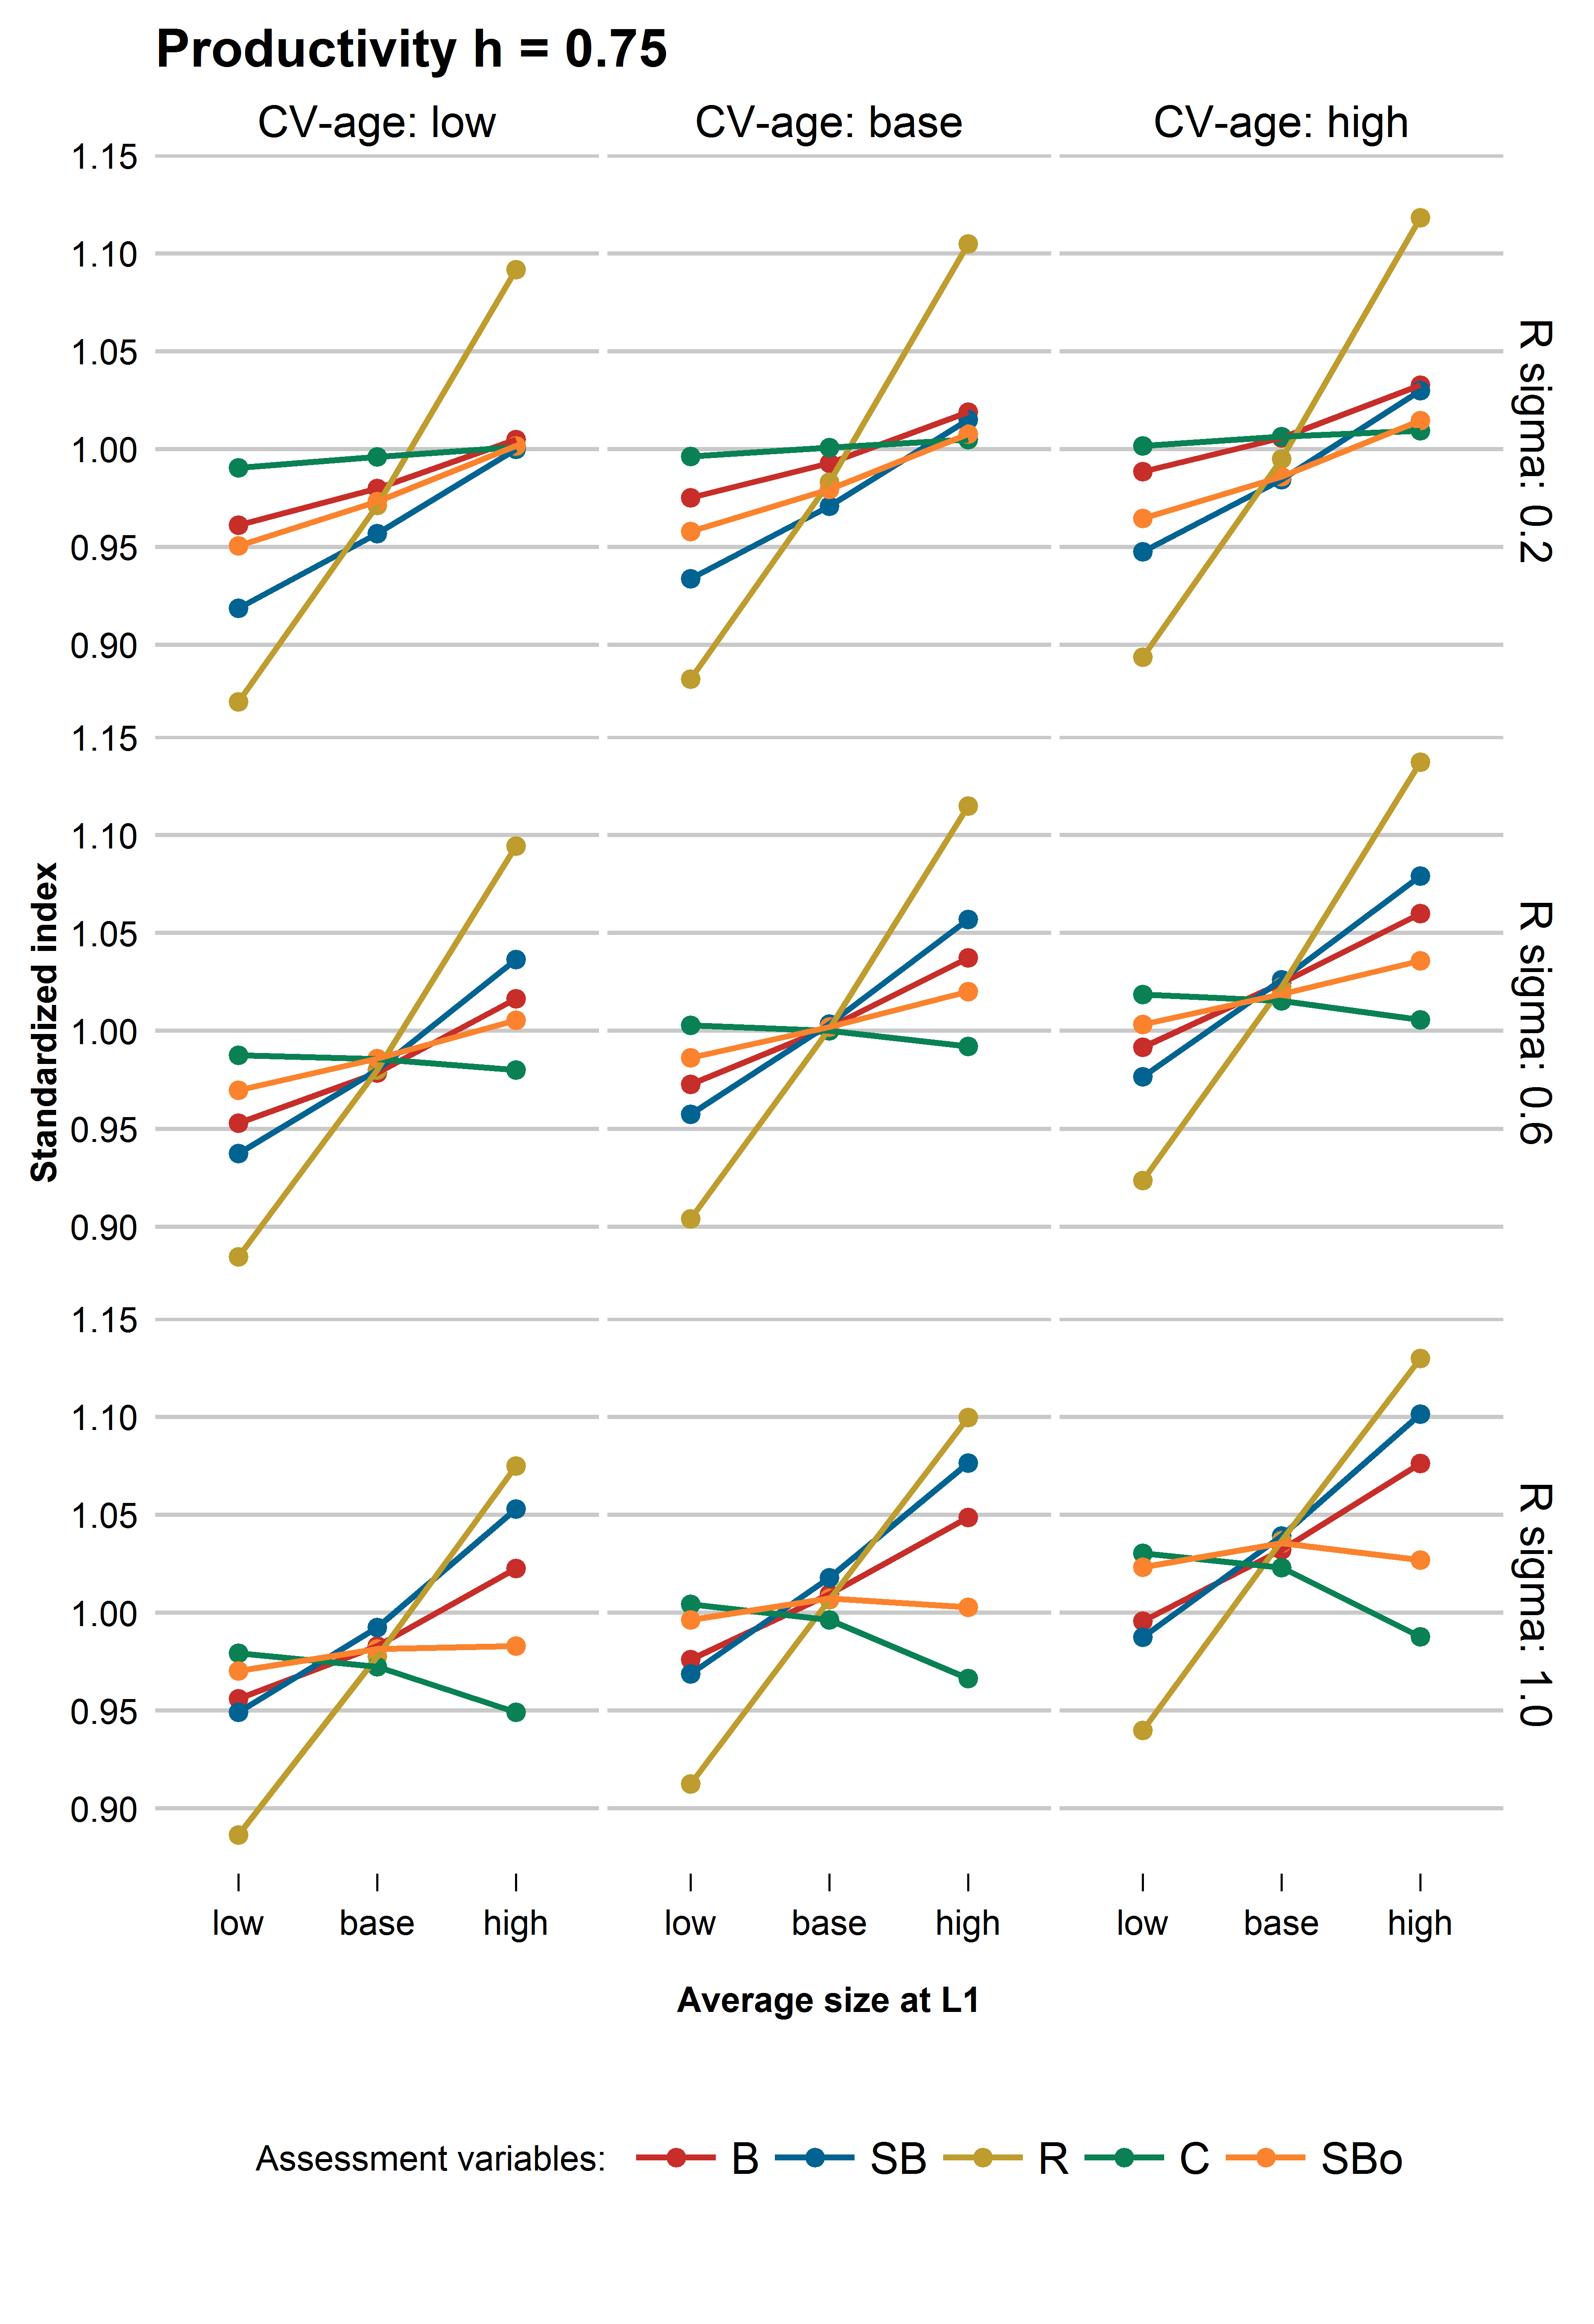 Productivity h = 0.75
CV-age: low CV-age: base CV-age: high
1.15
1.10
1.05
1.00
0.95
0.90
R sigma: 0.2
1.15
1.10
1.05
1.00
0.95
0.90
R sigma: 0.6
Standardized index
1.15
1.10
1.05
1.00
0.95
0.90
R sigma: 1.0
low base high low base high low base high
Average size at L1
Assessment variables: B SB R C SBo